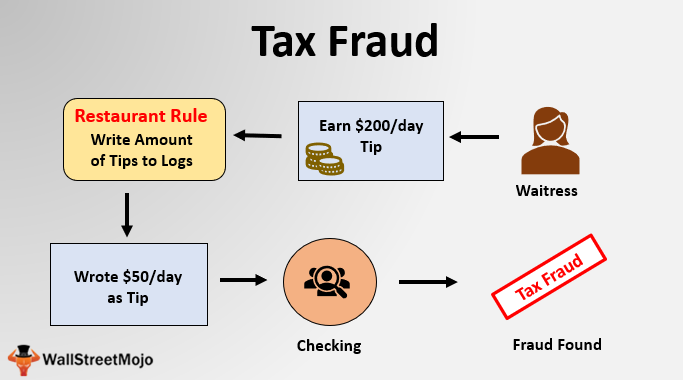 Tax Fraud
Waitress
Earn $200/day
Tip
Restaurant Rule
Write Amount
of Tips to Logs
Wrote $50/day
as Tip
Checking
Tax Fraud
Fraud Found
WallStreetMojo